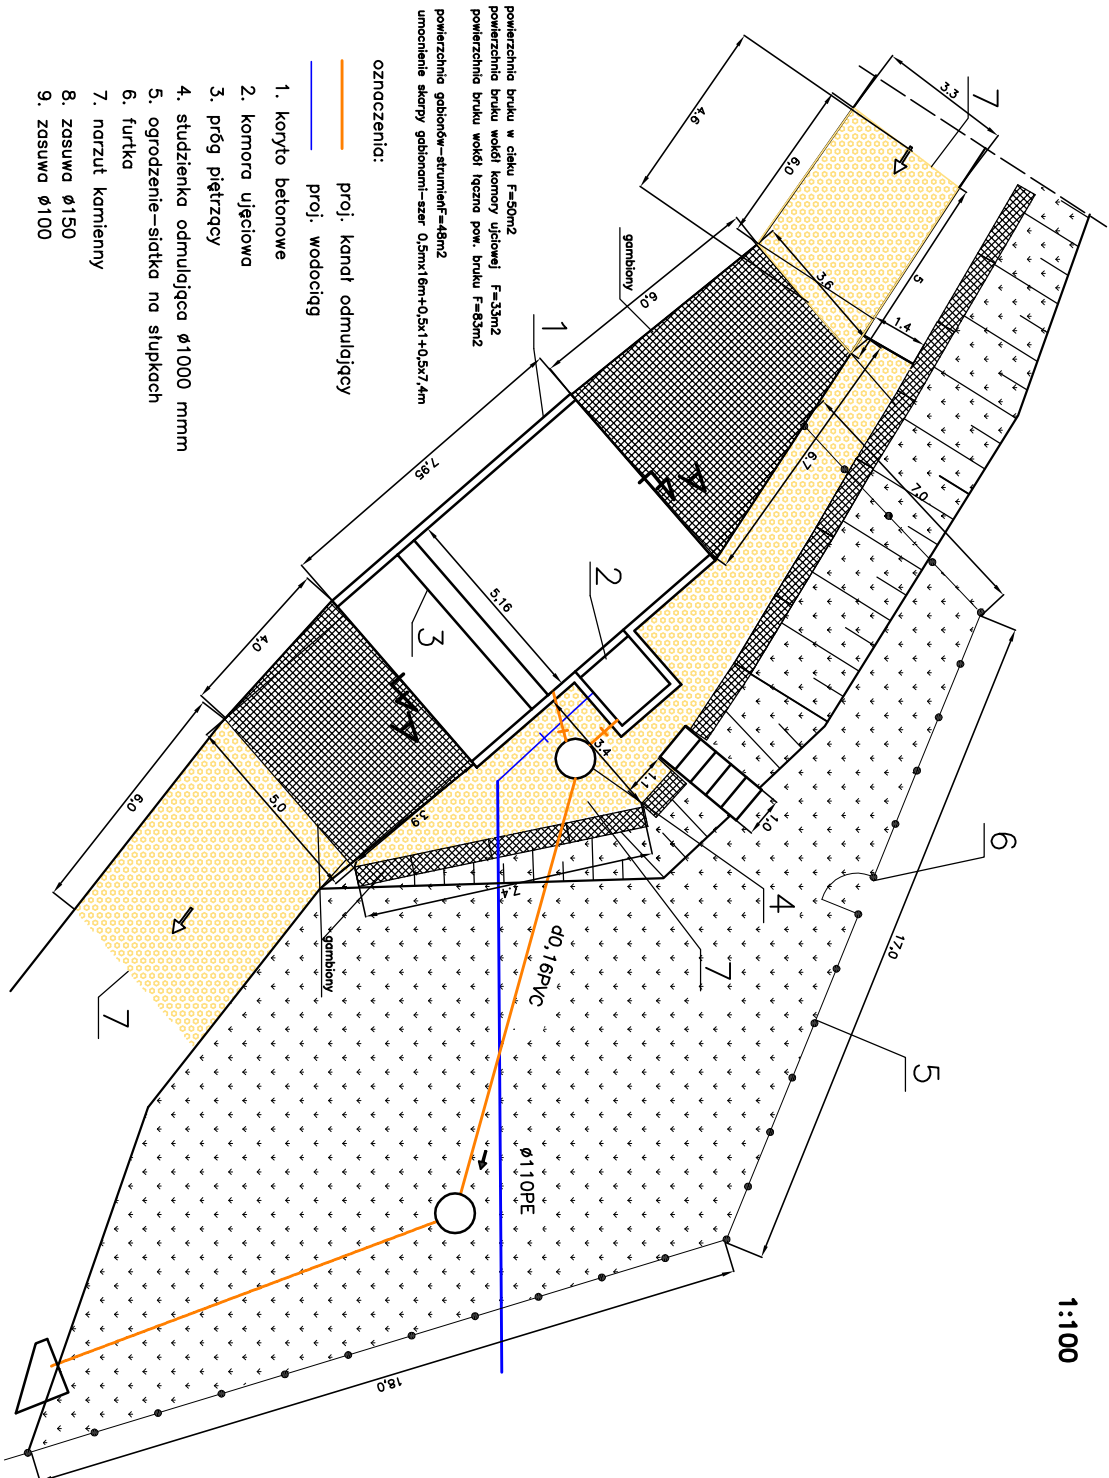 1:100
powierzchnia bruku w cieku F=50m2
powierzchnia bruku wokół komory ujciowej F=33m2
powierzchnia bruku wokół łączna pow. bruku F=83m2
powierzchnia gabionów-strumieńF=48m2
umocnienie skarpy gabionami-szer 0,5mx16m+0,5x11+0,5x7,4m
oznaczenia:
proj. kanał odmulający
proj. wodociąg
1. koryto betonowe
2. komora ujęciowa
3. próg piętrzący
4. studzienka odmulająca ø1000 mmm
5. ogrodzenie-siatka na słupkach
6. furtka
7. narzut kamienny
8. zasuwa ø150
9. zasuwa ø100
7
3.3
4.6
6,0
5
3.6
1.4
gambiony
6,0
1
7,95
6.7
7,0
A
2
5,16
3
4,0
A
3.4
1.1
1,0
6
5,0
3.9
6,0
7.4
4
17,0
gambiony
7
7
d0,16PVC
5
ø110PE
18,0